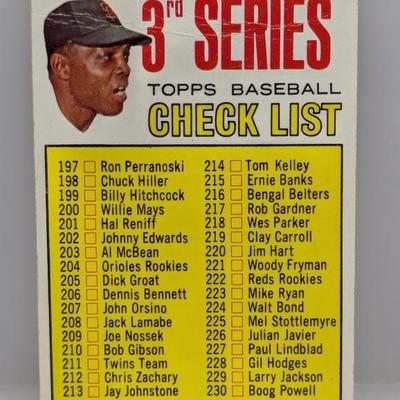 3rd SERIES
TOPPS BASEBALL
CHECK LIST
197 Ron Perranoski
198 Chuck Hiller
199 Billy Hitchcock
200 Willie Mays
201 Hal Reniff
202 Johnny Edwards
203 Al McBean
204 Orioles Rookies
205 Dick Groat
206 Dennis Bennett
207 John Orsino
208 Jack Lamabe
209 Joe Nossek
210 Bob Gibson
211 Twins Team
212 Chris Zachary
213 Jay Johnstone
214 Tom Kelley
215 Ernie Banks
216 Bengal Belters
217 Rob Gardner
218 Wes Parker
219 Clay Carroll
220 Jim Hart
221 Woody Fryman
222 Reds Rookies
223 Mike Ryan
224 Walt Bond
225 Mel Stottlemyre
226 Julian Javier
227 Paul Lindblad
228 Gil Hodges
229 Larry Jackson
230 Boog Powell